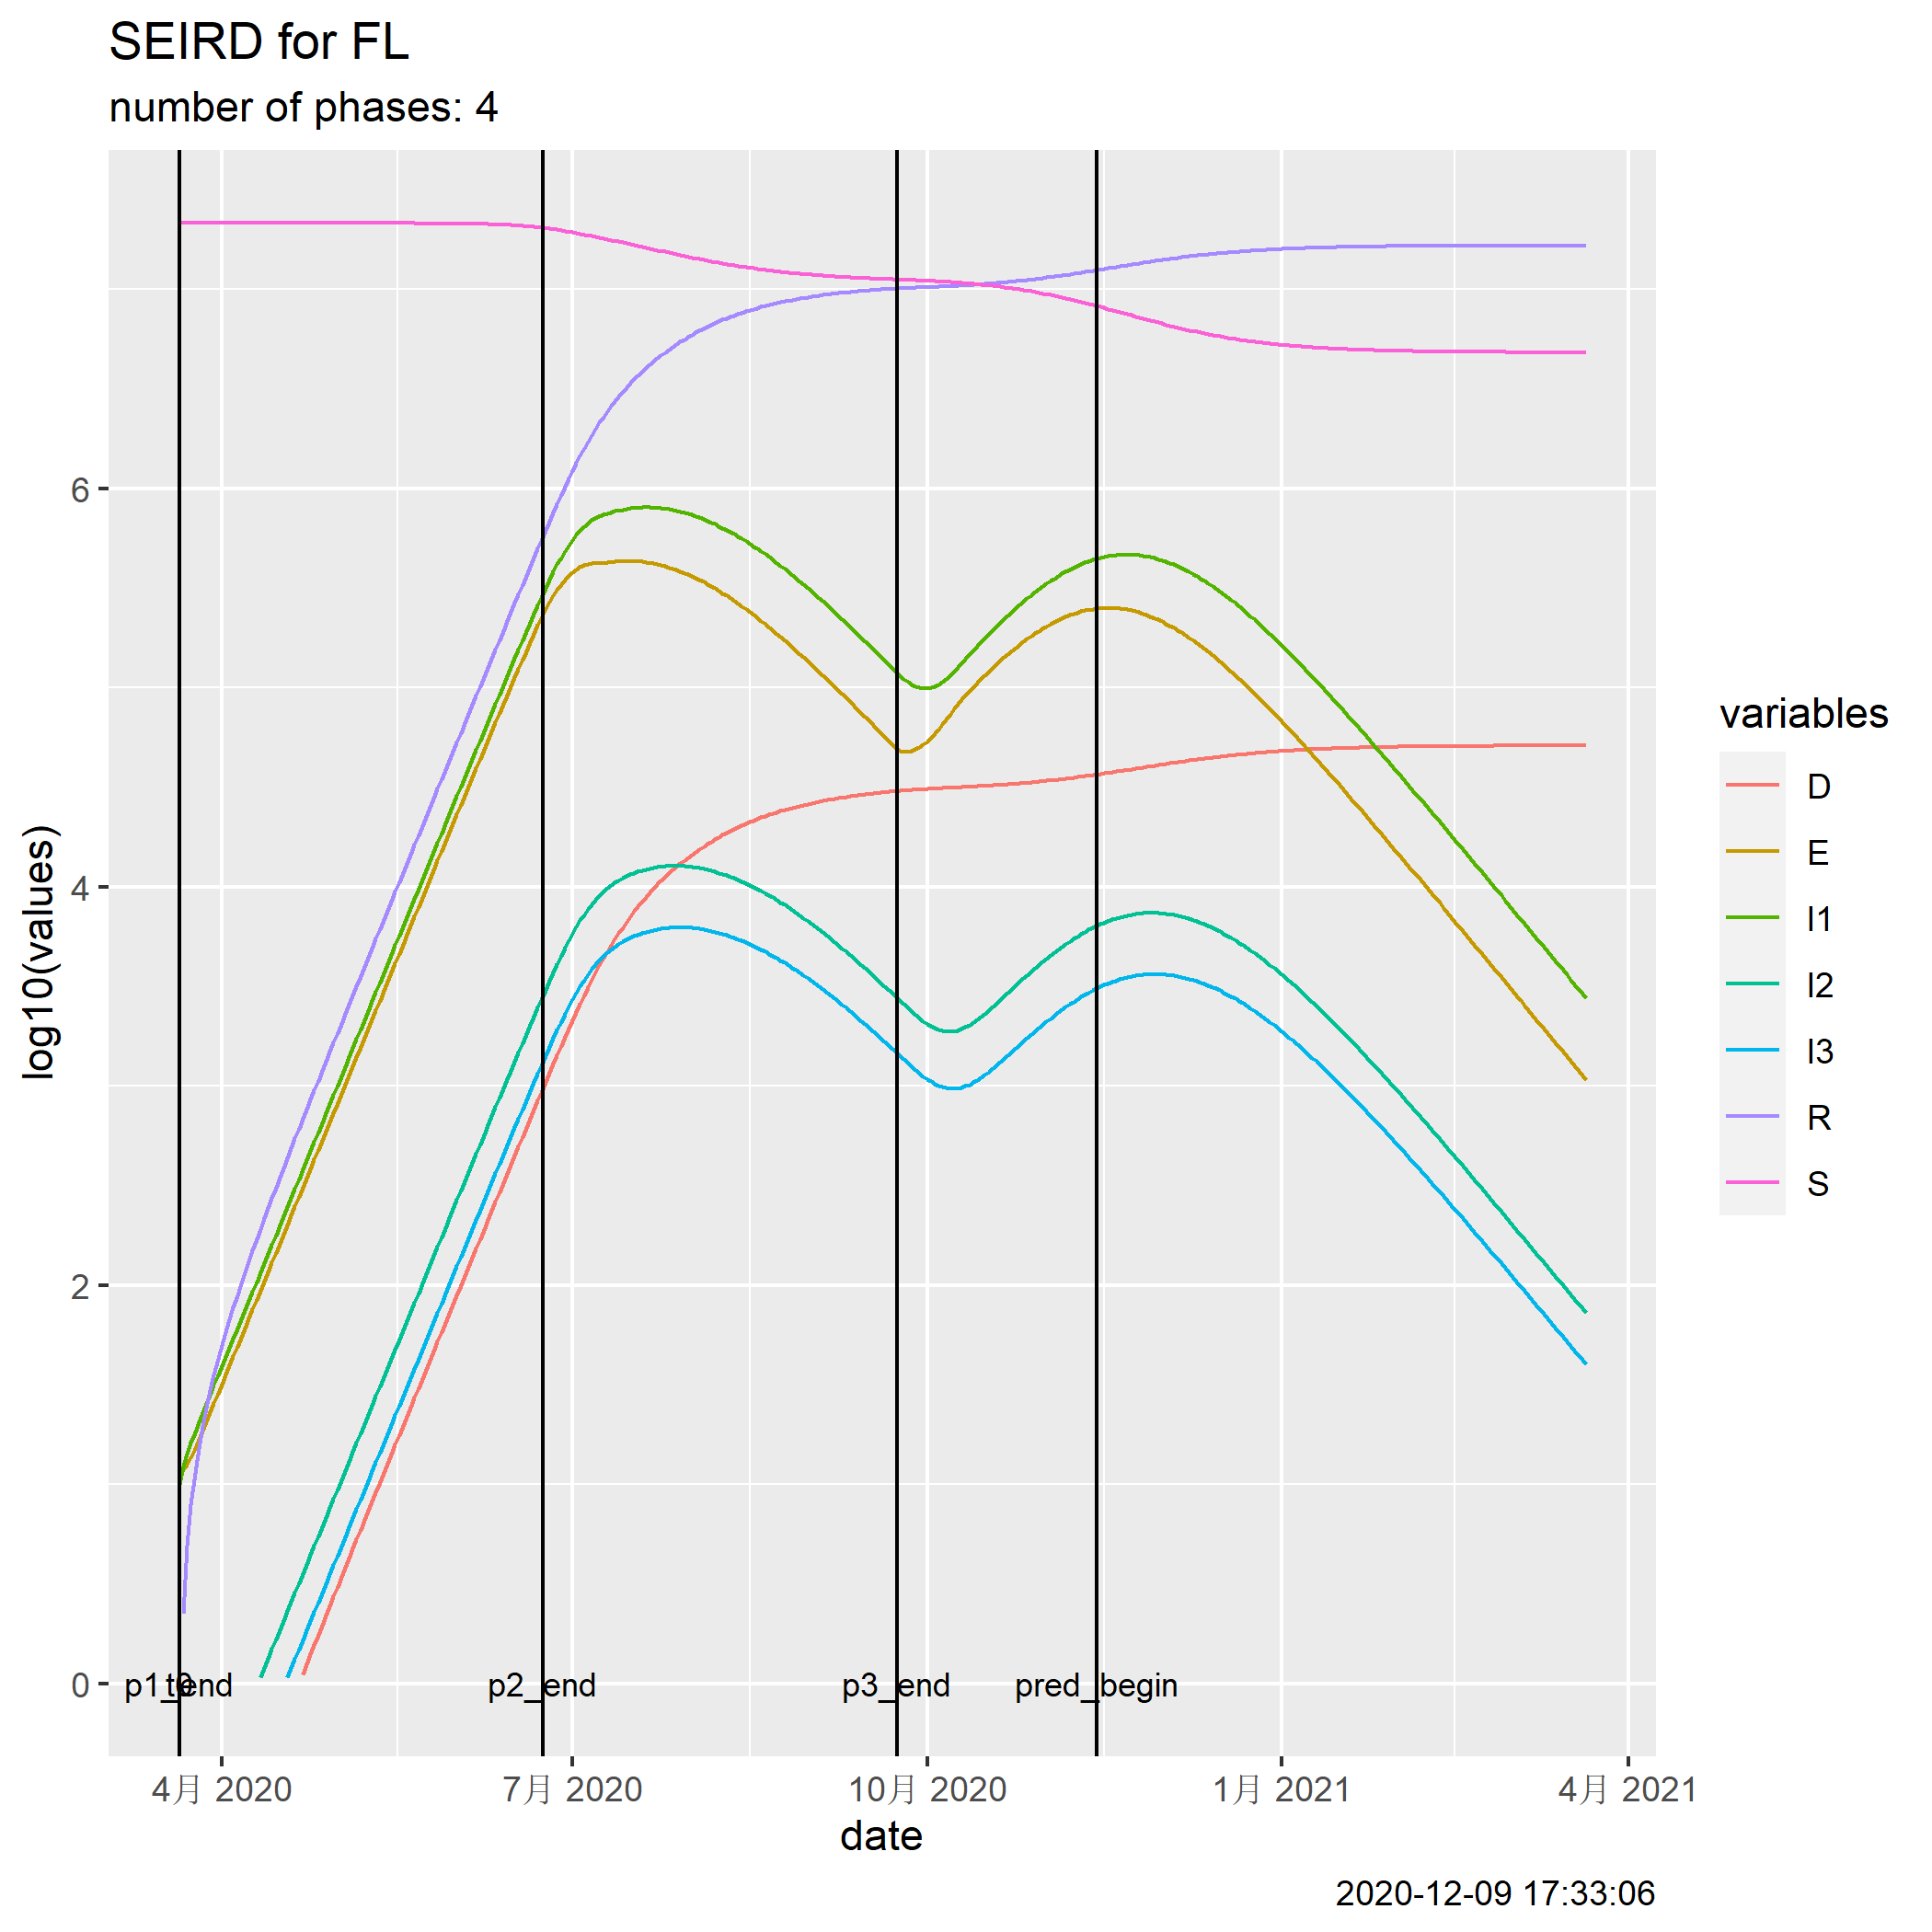 SEIRD for FL
number of phases: 4
log10(values)
6
4
2
0
p1_end
t0
p2_end
p3_end
pred_begin
4月 2020
7月 2020
10月 2020
1月 2021
4月 2021
date
variables
D
E
I1
I2
I3
R
S
2020-12-09 17:33:06